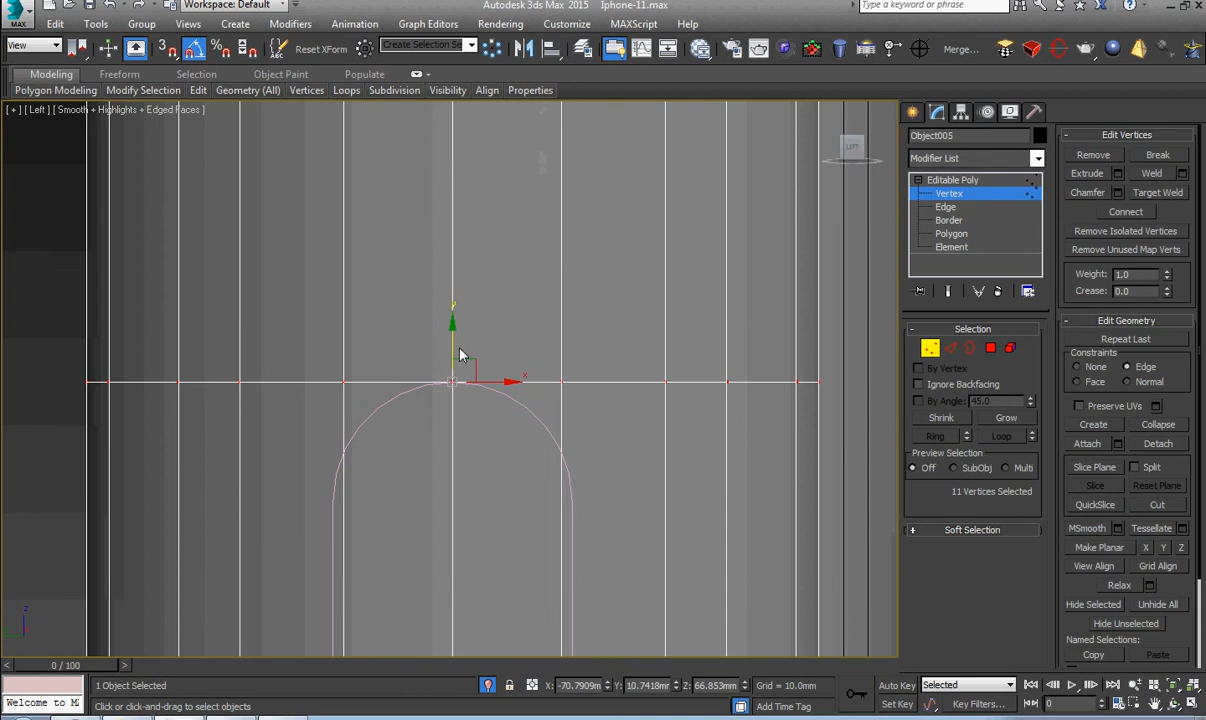 Workspace: Default
Autodesk 3ds Max 2015
Iphone-11.max
Type a keyword or phrase
MAX
Edit
Tools
Group
Views
Create
Modifiers
Animation
Graph Editors
Rendering
Customize
MAXScript
Help
View
3
Reset XForm
Create Selection Se
Merge...
Modeling
Freeform
Selection
Object Paint
Populate
Polygon Modeling
Modify Selection
Edit
Geometry (All)
Vertices
Loops
Subdivision
Visibility
Align
Properties
[ + ] [ Left ] [ Smooth + Highlights + Edged Faces ]
LEFT
y
x
z
Object005
Modifier List
Editable Poly
Vertex
Edge
Border
Polygon
Element
Selection
By Vertex
Ignore Backfacing
By Angle: 45.0
Shrink
Grow
Ring
Loop
Preview Selection
Off
SubObj
Multi
11 Vertices Selected
Soft Selection
Edit Vertices
Remove
Break
Extrude
Weld
Chamfer
Target Weld
Connect
Remove Isolated Vertices
Remove Unused Map Verts
Weight: 1.0
Crease: 0.0
Edit Geometry
Repeat Last
Constraints
None
Edge
Face
Normal
Preserve UVs
Create
Collapse
Attach
Detach
Slice Plane
Split
Slice
Reset Plane
QuickSlice
Cut
MSmooth
Tessellate
Make Planar
X
Y
Z
View Align
Grid Align
Relax
Hide Selected
Unhide All
Hide Unselected
Named Selections:
Copy
Paste
<
0 / 100
>
Welcome to M
1 Object Selected
Click or click-and-drag to select objects
X: -70.7909m
Y: 10.7418m
Z: 66.853mm
Grid = 10.0mm
Add Time Tag
Auto Key
Selected
Set Key
Key Filters...
0